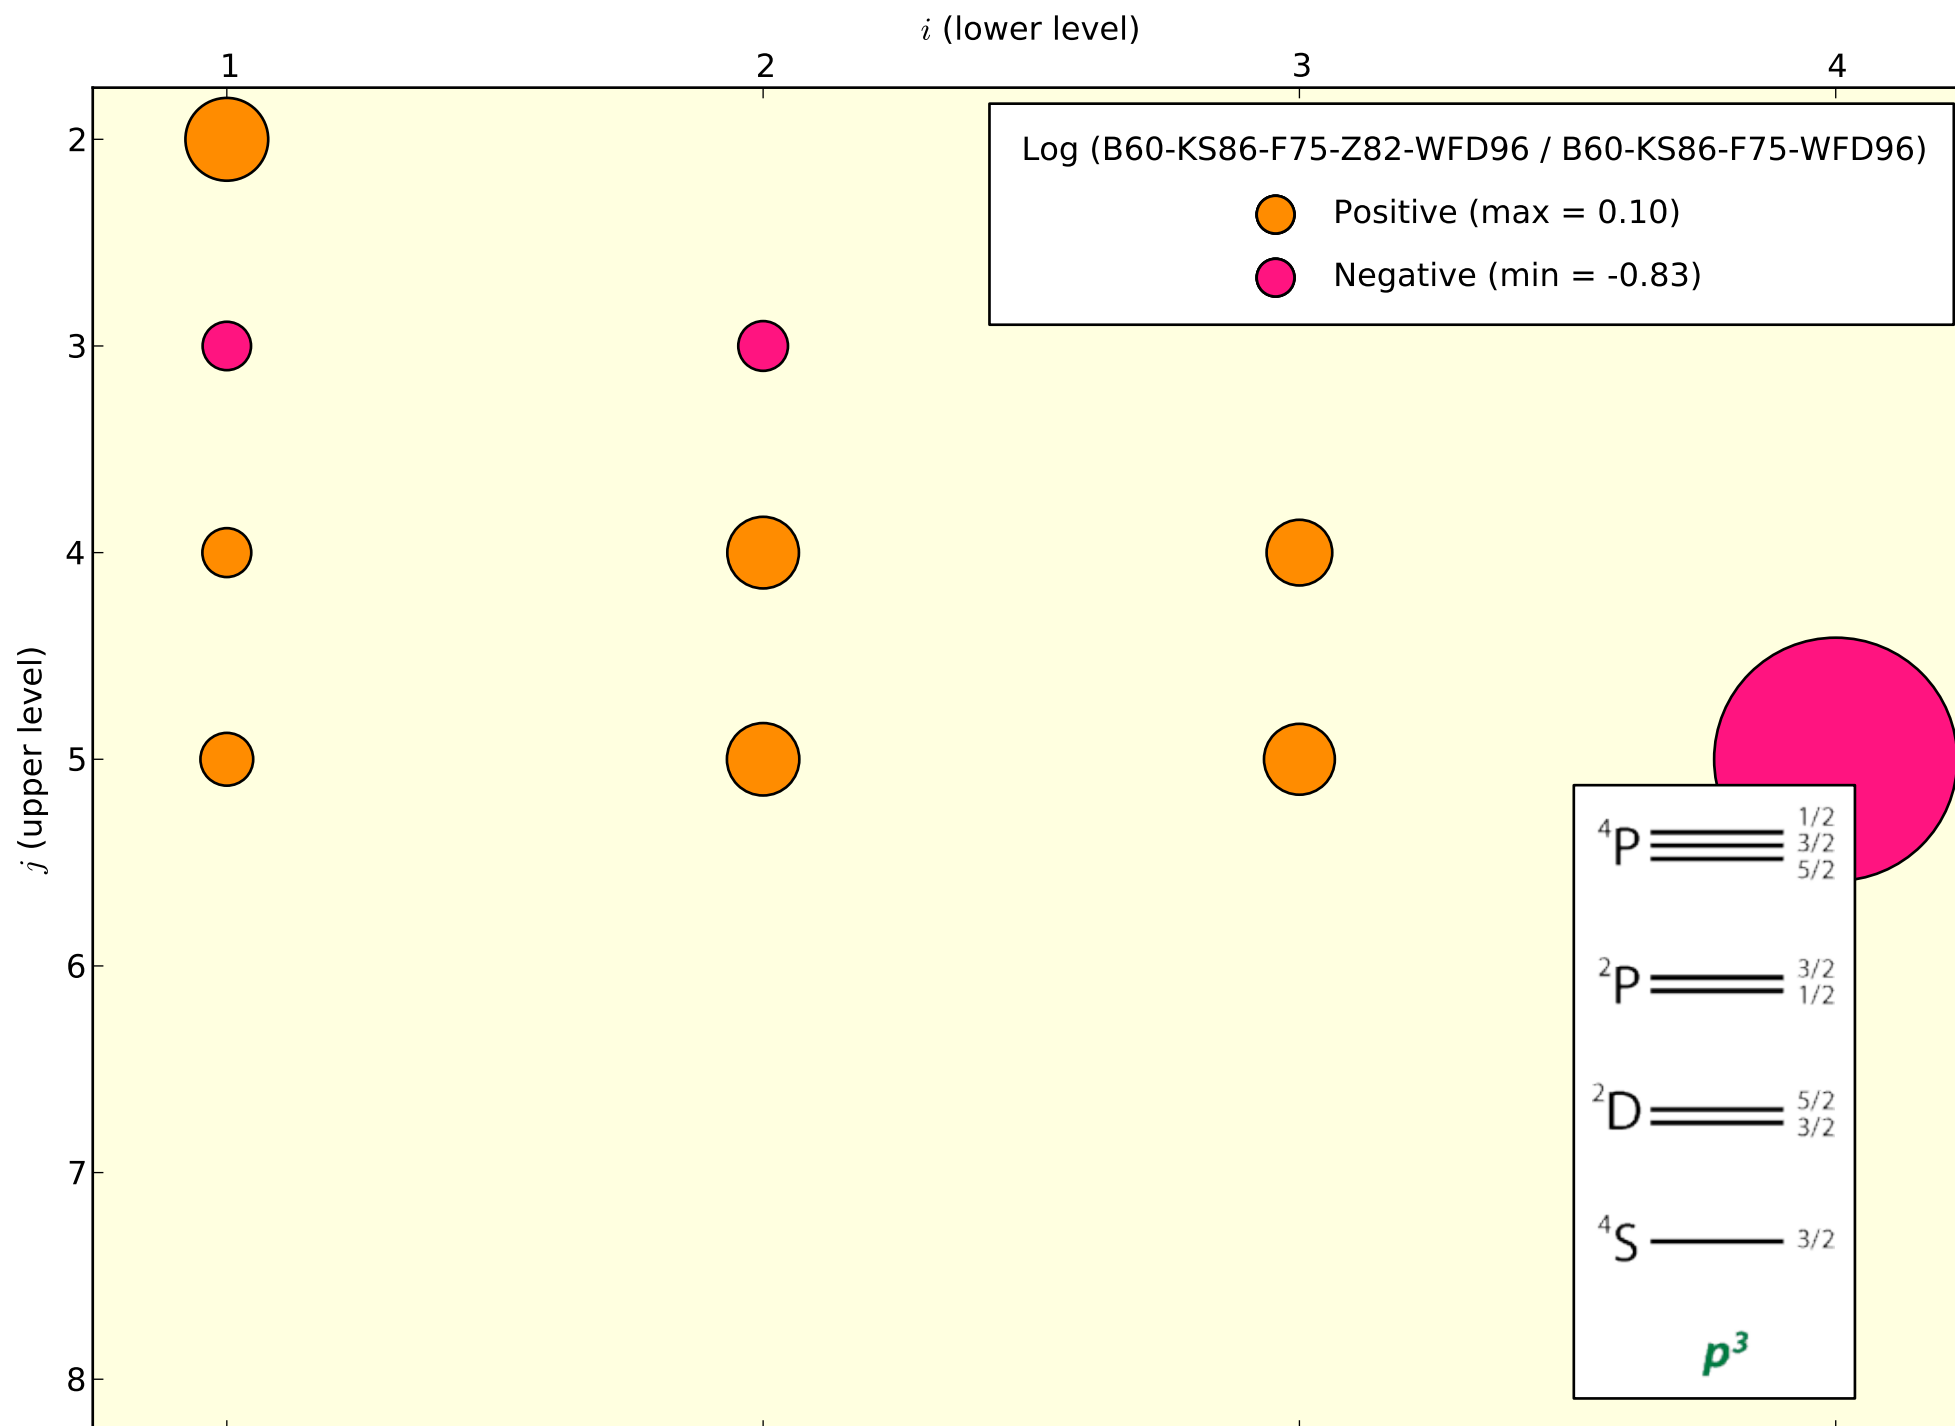 i (lower level)
1 2 3 4
Log (B60-KS86-F75-Z82-WFD96 / B60-KS86-F75-WFD96)
Positive (max = 0.10)
Negative (min = -0.83)
j (upper level)
2
3
4
5
6
7
8
⁴P 1/2
3/2
5/2
²P 3/2
1/2
²D 5/2
3/2
⁴S 3/2
p³